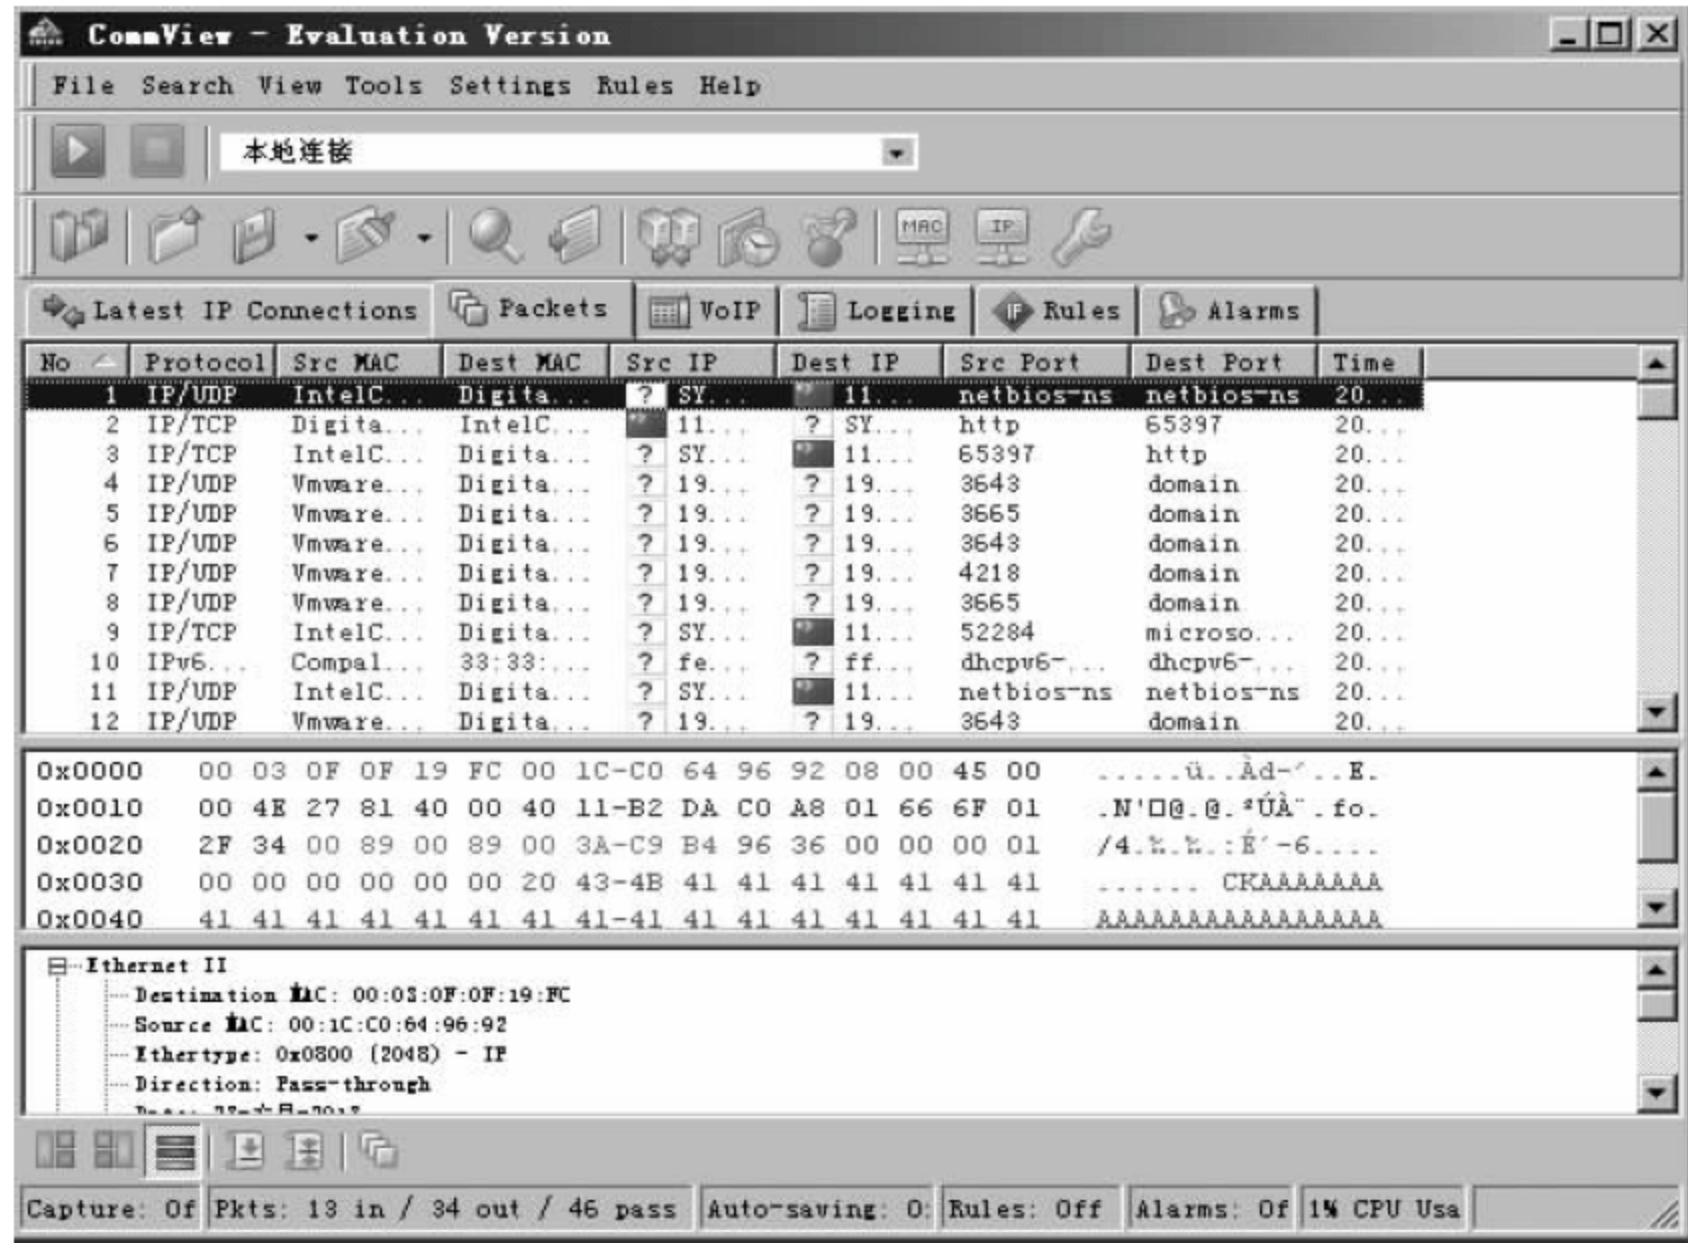 CommView - Evaluation Version
File Search View Tools Settings Rules Help
本地连接
MAC IP
Latest IP Connections Packets VoIP Logging Rules Alarms
No Protocol Src MAC Dest MAC Src IP Dest IP Src Port Dest Port Time
1 IP/UDP IntelC... Digita... ? SY... 11... netbios-ns netbios-ns 20...
2 IP/TCP Digita... IntelC... 11... ? SY... http 65397 20...
3 IP/TCP IntelC... Digita... ? SY... 11... 65397 http 20...
4 IP/UDP Vmware... Digita... ? 19... ? 19... 3643 domain 20...
5 IP/UDP Vmware... Digita... ? 19... ? 19... 3665 domain 20...
6 IP/UDP Vmware... Digita... ? 19... ? 19... 3643 domain 20...
7 IP/UDP Vmware... Digita... ? 19... ? 19... 4218 domain 20...
8 IP/UDP Vmware... Digita... ? 19... ? 19... 3665 domain 20...
9 IP/TCP IntelC... Digita... ? SY... 11... 52284 microso... 20...
10 IPv6... Compal... 33:33:... ? fe... ? ff... dhcpv6-... dhcpv6-... 20...
11 IP/UDP IntelC... Digita... ? SY... 11... netbios-ns netbios-ns 20...
12 IP/UDP Vmware... Digita... ? 19... ? 19... 3643 domain 20...
0x0000 00 03 0F 0F 19 FC 00 1C-C0 64 96 92 08 00 45 00 .....ü..Àd-´..E.
0x0010 00 4E 27 81 40 00 40 11-B2 DA C0 A8 01 66 6F 01 .N'□@.@.²ÚÀ¨.fo.
0x0020 2F 34 00 89 00 89 00 3A-C9 B4 96 36 00 00 00 01 /4.‰.‰.:É´-6....
0x0030 00 00 00 00 00 00 20 43-4B 41 41 41 41 41 41 41 ...... CKAAAAAAA
0x0040 41 41 41 41 41 41 41 41-41 41 41 41 41 41 41 41 AAAAAAAAAAAAAAAA
Ethernet II
Destination MAC: 00:03:0F:0F:19:FC
Source MAC: 00:1C:C0:64:96:92
Ethertype: 0x0800 (2048) - IP
Direction: Pass-through
Capture: Of Pkts: 13 in / 34 out / 46 pass Auto-saving: O: Rules: Off Alarms: Of 1% CPU Usa